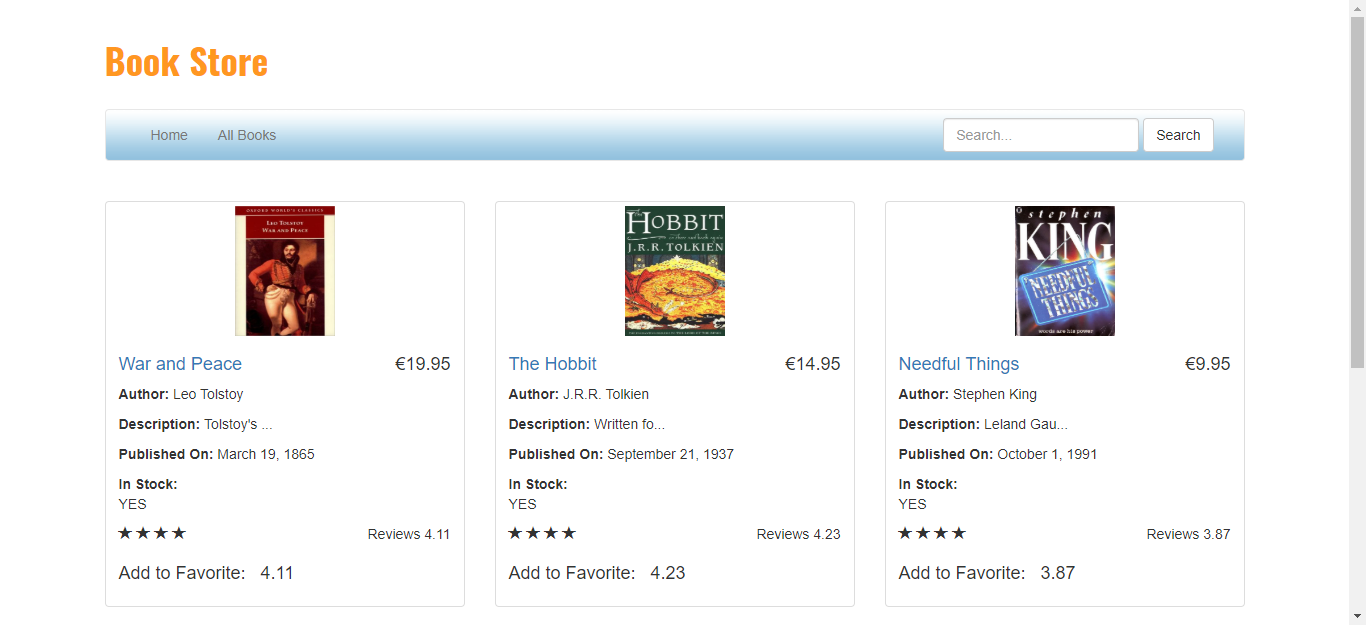 Book Store
Home All Books Search... Search
OXFORD WORLD'S CLASSICS
LEO TOLSTOY
WAR AND PEACE
War and Peace €19.95
Author: Leo Tolstoy
Description: Tolstoy's ...
Published On: March 19, 1865
In Stock:
YES
★★★★ Reviews 4.11
Add to Favorite: 4.11
The HOBBIT
J.R.R. TOLKIEN
The Hobbit €14.95
Author: J.R.R. Tolkien
Description: Written fo...
Published On: September 21, 1937
In Stock:
YES
★★★★ Reviews 4.23
Add to Favorite: 4.23
stephen
KING
NEEDFUL
THINGS
words are his power
Needful Things €9.95
Author: Stephen King
Description: Leland Gau...
Published On: October 1, 1991
In Stock:
YES
★★★★ Reviews 3.87
Add to Favorite: 3.87